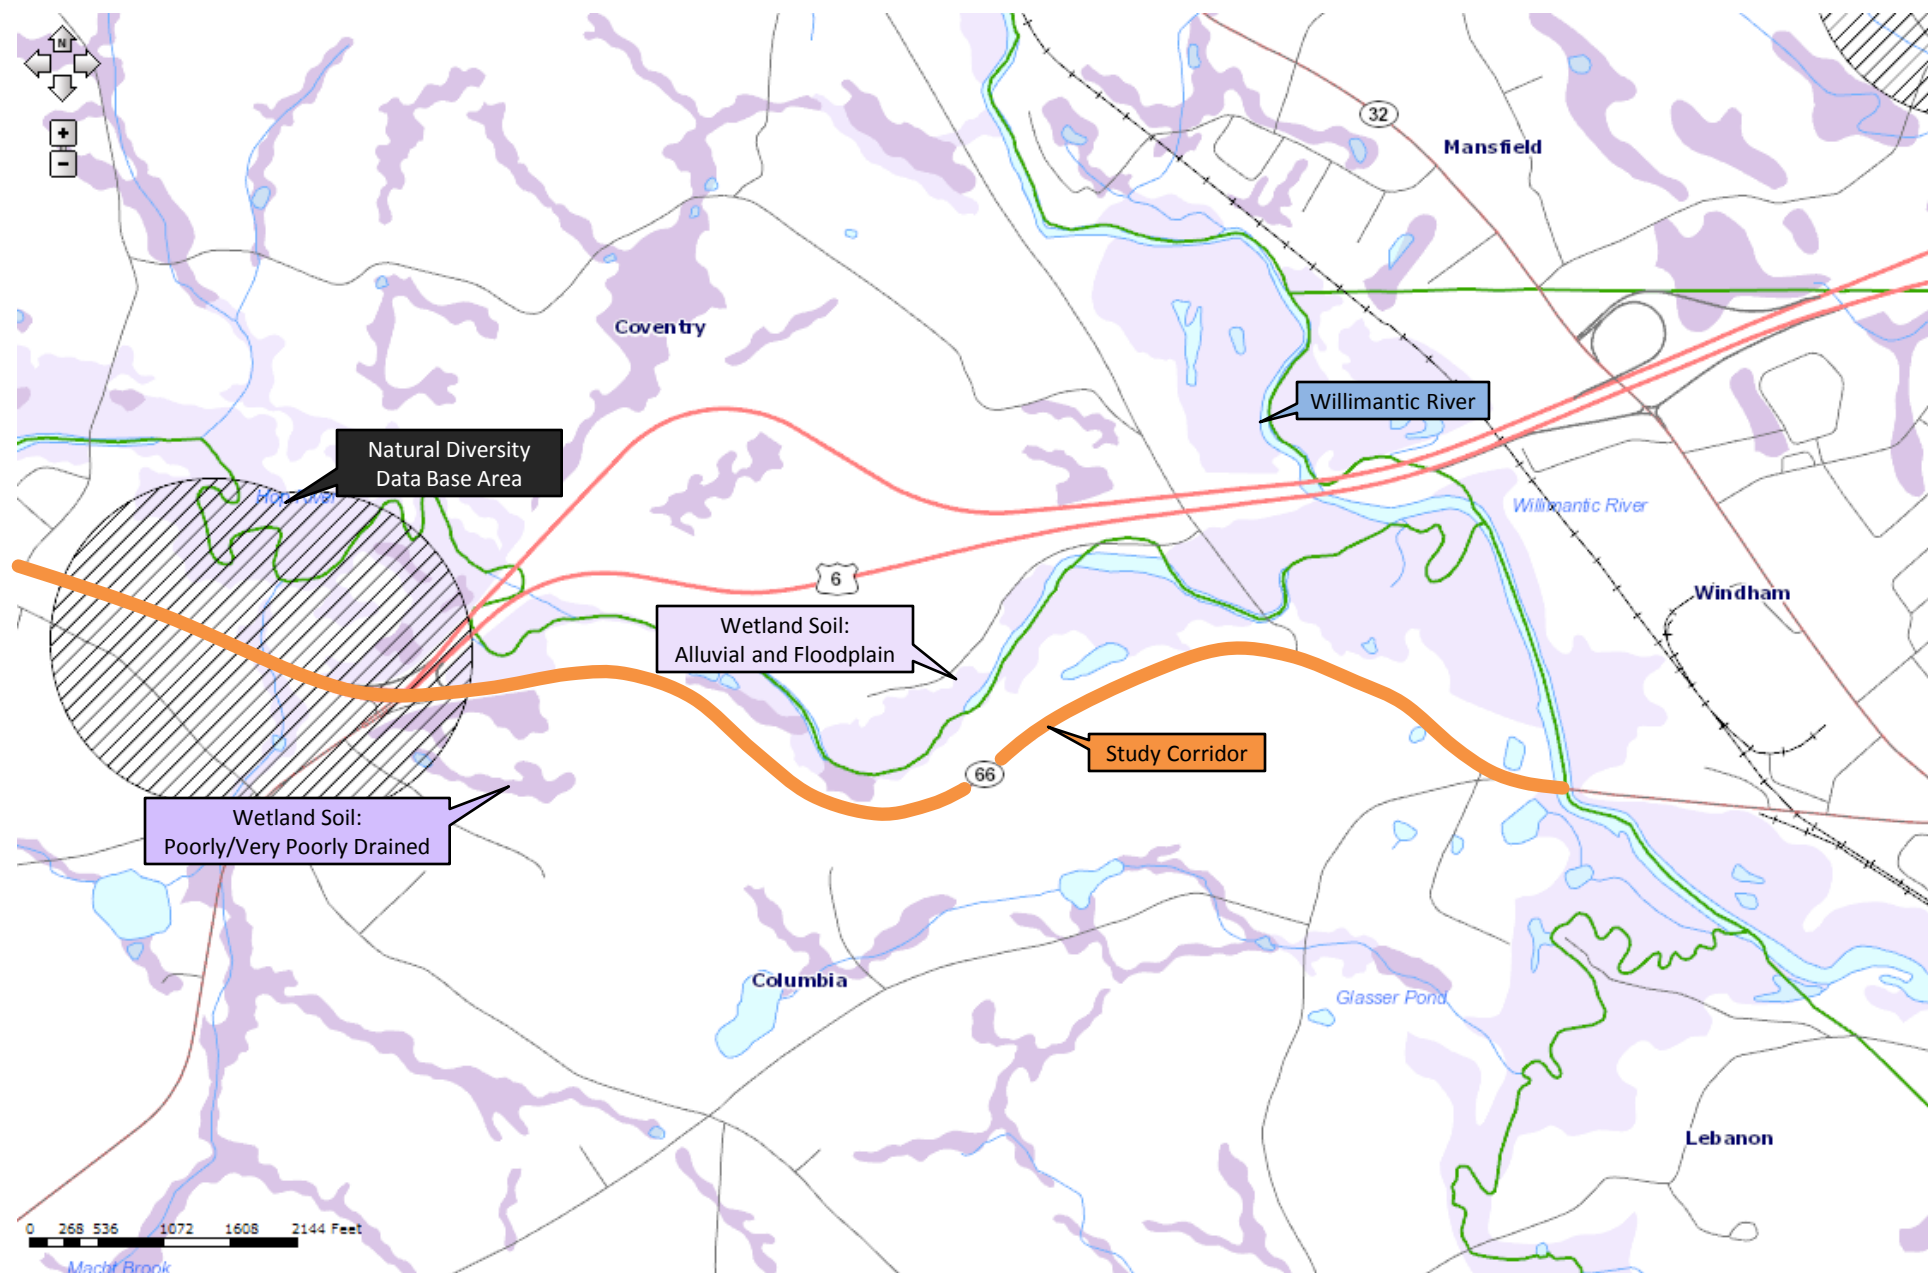 N
+
-
32
Mansfield
Coventry
Willimantic River
Natural Diversity
Data Base Area
Hop River
Willimantic River
6
Windham
Wetland Soil:
Alluvial and Floodplain
Study Corridor
66
Wetland Soil:
Poorly/Very Poorly Drained
Columbia
Glasser Pond
Lebanon
0 268 536 1072 1608 2144 Feet
Macht Brook